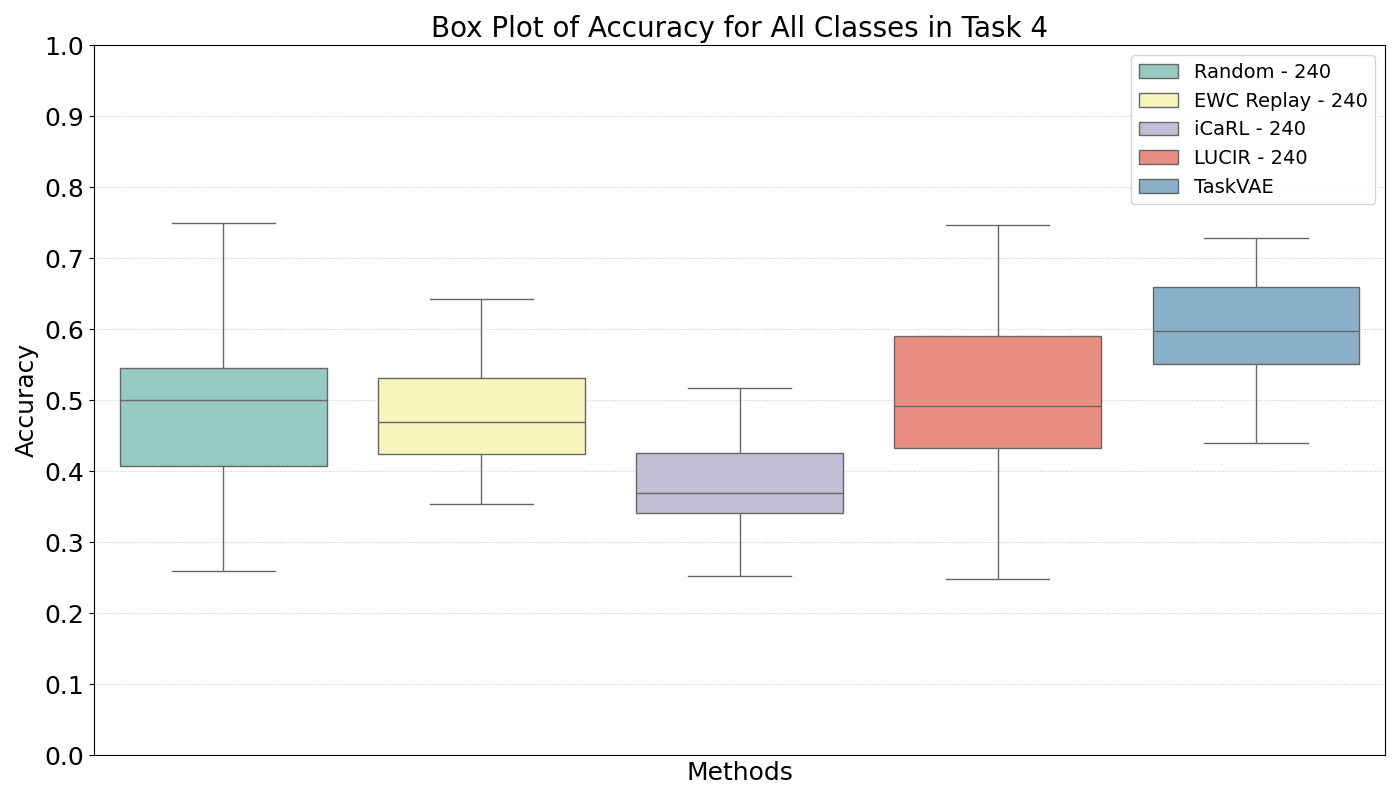 Box Plot of Accuracy for All Classes in Task 4
1.0
0.9
0.8
0.7
0.6
0.5
0.4
0.3
0.2
0.1
0.0
Accuracy
Methods
Random - 240
EWC Replay - 240
iCaRL - 240
LUCIR - 240
TaskVAE